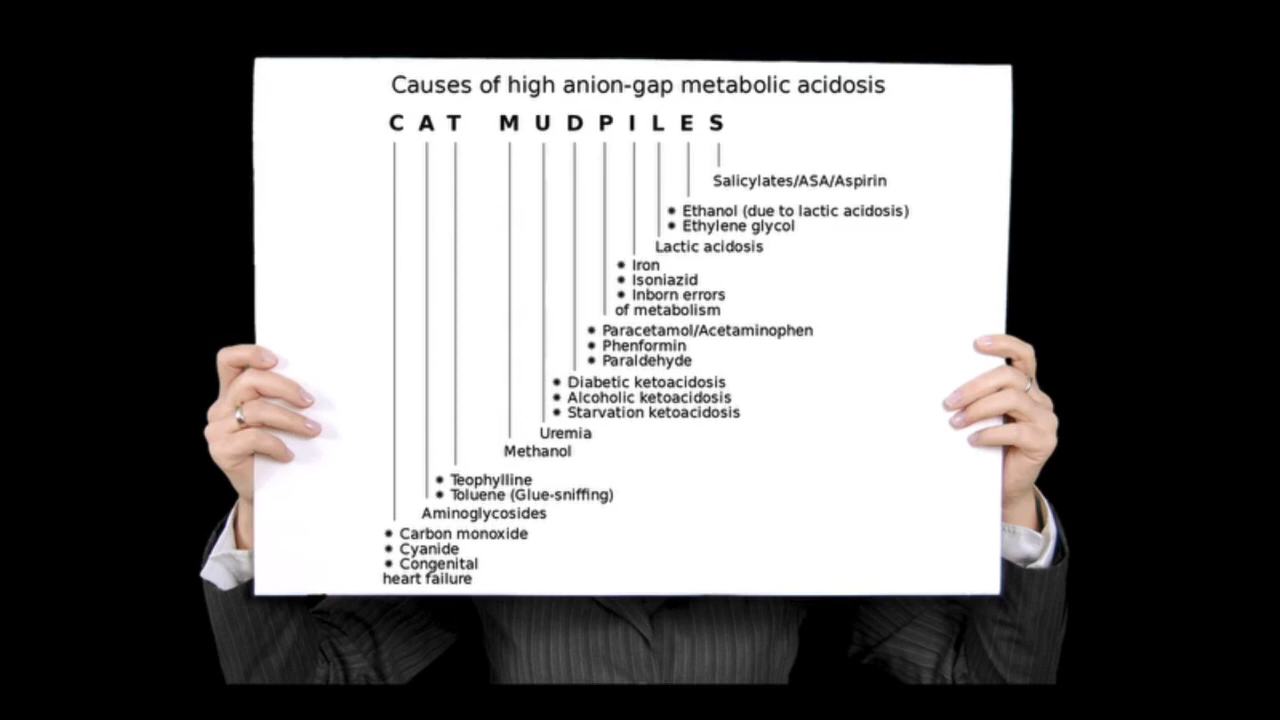 Causes of high anion-gap metabolic acidosis
C A T M U D P I L E S
Salicylates/ASA/Aspirin
• Ethanol (due to lactic acidosis)
• Ethylene glycol
Lactic acidosis
• Iron
• Isoniazid
• Inborn errors
of metabolism
• Paracetamol/Acetaminophen
• Phenformin
• Paraldehyde
• Diabetic ketoacidosis
• Alcoholic ketoacidosis
• Starvation ketoacidosis
Uremia
Methanol
• Teophylline
• Toluene (Glue-sniffing)
Aminoglycosides
• Carbon monoxide
• Cyanide
• Congenital
heart failure